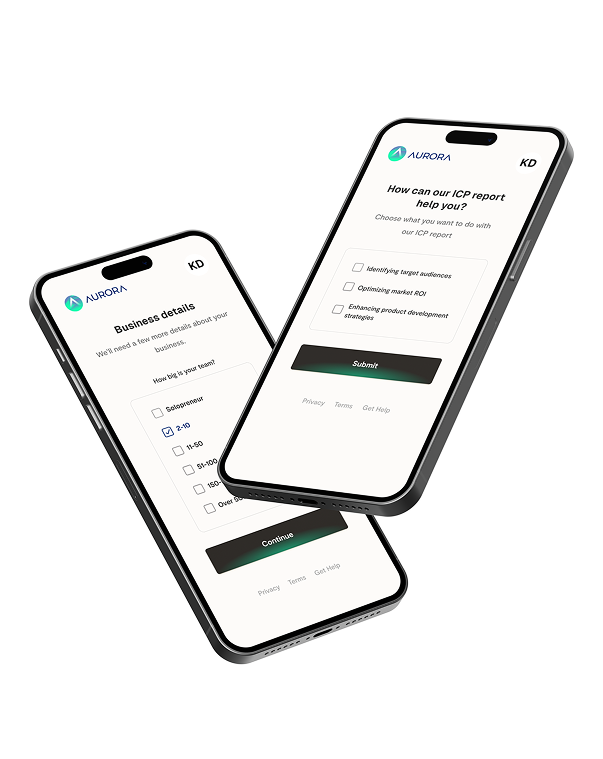 AURORA
KD
Business details
We'll need a few more details about your
business.
How big is your team?
Solopreneur
2-10
11-50
51-100
150-
Over
Continue
Privacy Terms Get Help
AURORA
KD
How can our ICP report
help you?
Choose what you want to do with
our ICP report
Identifying target audiences
Optimizing market ROI
Enhancing product development
strategies
Submit
Privacy Terms Get Help